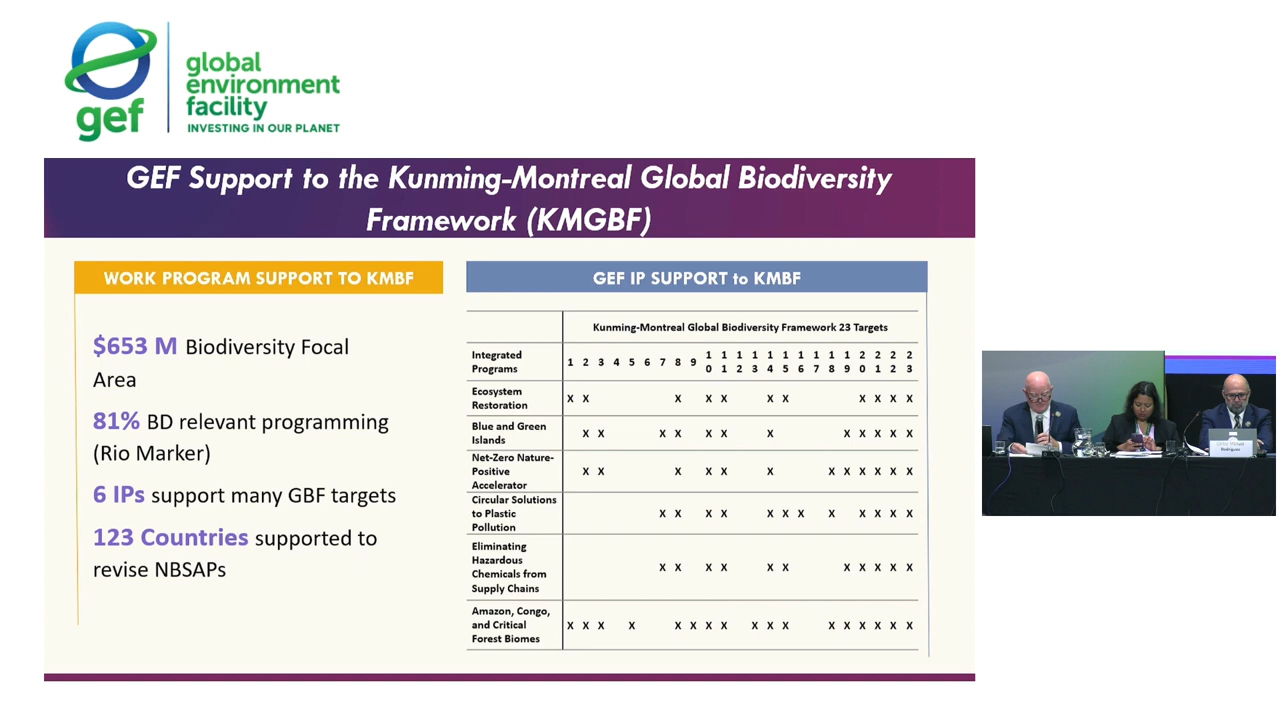 gef
global
environment
facility
INVESTING IN OUR PLANET
GEF Support to the Kunming-Montreal Global Biodiversity
Framework (KMGBF)
WORK PROGRAM SUPPORT TO KMBF
$653 M Biodiversity Focal
Area
81% BD relevant programming
(Rio Marker)
6 IPs support many GBF targets
123 Countries supported to
revise NBSAPs
GEF IP SUPPORT to KMBF
Kunming-Montreal Global Biodiversity Framework 23 Targets
Integrated
Programs
1 2 3 4 5 6 7 8 9 10 11 12 13 14 15 16 17 18 19 20 21 22 23
Ecosystem
Restoration
X X X X X X X X X X X
Blue and Green
Islands
X X X X X X X X X X X X
Net-Zero Nature-
Positive
Accelerator
X X X X X X X X X X X X
Circular Solutions
to Plastic
Pollution
X X X X X X X X X X X X
Eliminating
Hazardous
Chemicals from
Supply Chains
X X X X X X X X X X X
Amazon, Congo,
and Critical
Forest Biomes
X X X X X X X X X X X X X X X X X
Rodriguez